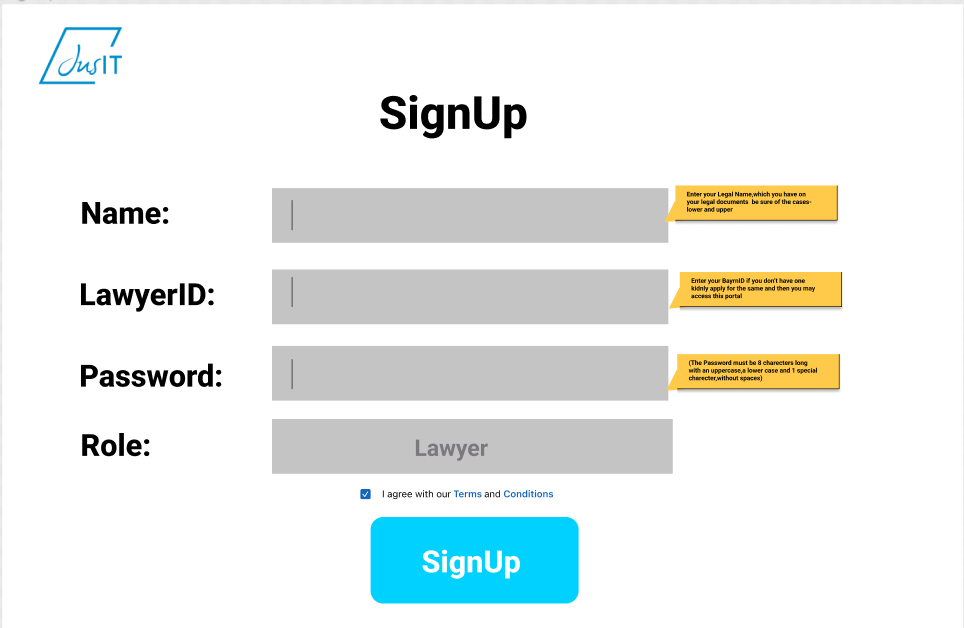 JusIT
SignUp
Name:
Enter your Legal Name,which you have on
your legal documents be sure of the cases-
lower and upper
LawyerID:
Enter your BayrnID if you don't have one
kidnly apply for the same and then you may
access this portal
Password:
(The Password must be 8 charecters long
with an uppercase,a lower case and 1 special
charecter,without spaces)
Role:
Lawyer
I agree with our Terms and Conditions
SignUp